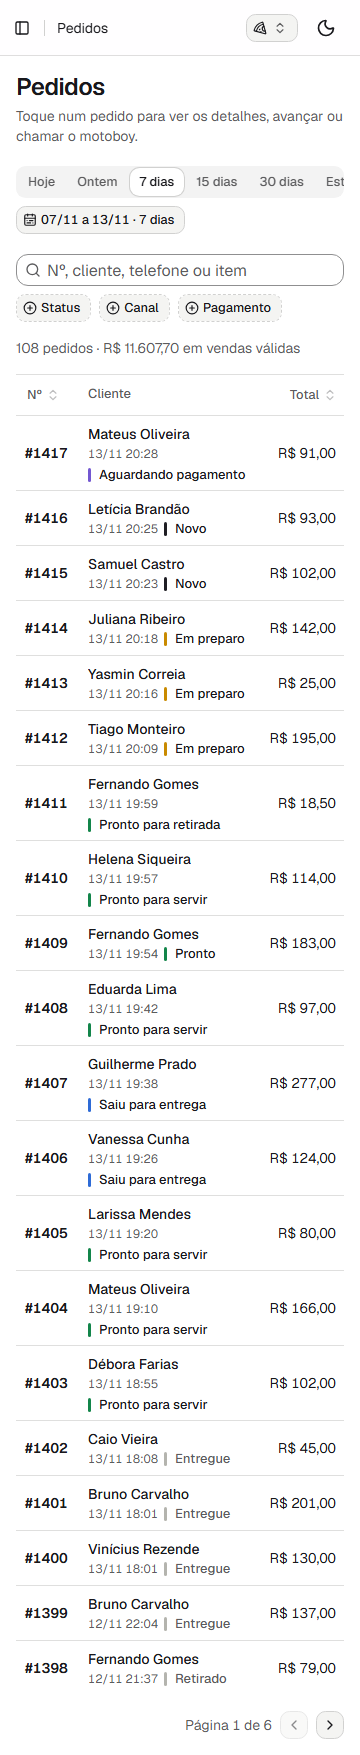 Pedidos
Pedidos
Toque num pedido para ver os detalhes, avançar ou
chamar o motoboy.
Hoje Ontem 7 dias 15 dias 30 dias Est
07/11 a 13/11 · 7 dias
Nº, cliente, telefone ou item
Status Canal Pagamento
108 pedidos · R$ 11.607,70 em vendas válidas
Nº Cliente Total
Mateus Oliveira
#1417 13/11 20:28 R$ 91,00
Aguardando pagamento
Letícia Brandão
#1416 13/11 20:25 Novo R$ 93,00
Samuel Castro
#1415 13/11 20:23 Novo R$ 102,00
Juliana Ribeiro
#1414 13/11 20:18 Em preparo R$ 142,00
Yasmin Correia
#1413 13/11 20:16 Em preparo R$ 25,00
Tiago Monteiro
#1412 13/11 20:09 Em preparo R$ 195,00
Fernando Gomes
#1411 13/11 19:59 R$ 18,50
Pronto para retirada
Helena Siqueira
#1410 13/11 19:57 R$ 114,00
Pronto para servir
Fernando Gomes
#1409 13/11 19:54 Pronto R$ 183,00
Eduarda Lima
#1408 13/11 19:42 R$ 97,00
Pronto para servir
Guilherme Prado
#1407 13/11 19:38 R$ 277,00
Saiu para entrega
Vanessa Cunha
#1406 13/11 19:26 R$ 124,00
Saiu para entrega
Larissa Mendes
#1405 13/11 19:20 R$ 80,00
Pronto para servir
Mateus Oliveira
#1404 13/11 19:10 R$ 166,00
Pronto para servir
Débora Farias
#1403 13/11 18:55 R$ 102,00
Pronto para servir
Caio Vieira
#1402 13/11 18:08 Entregue R$ 45,00
Bruno Carvalho
#1401 13/11 18:01 Entregue R$ 201,00
Vinícius Rezende
#1400 13/11 18:01 Entregue R$ 130,00
Bruno Carvalho
#1399 12/11 22:04 Entregue R$ 137,00
Fernando Gomes
#1398 12/11 21:37 Retirado R$ 79,00
Página 1 de 6